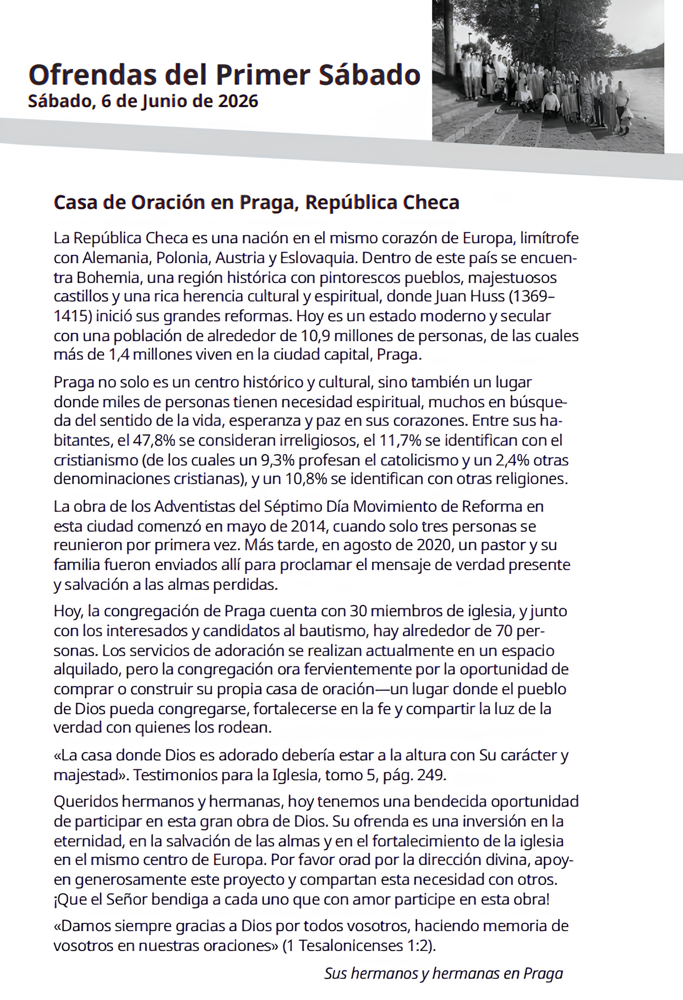 Ofrendas del Primer Sábado
Sábado, 6 de Junio de 2026
Casa de Oración en Praga, República Checa
La República Checa es una nación en el mismo corazón de Europa, limítrofe
con Alemania, Polonia, Austria y Eslovaquia. Dentro de este país se encuen-
tra Bohemia, una región histórica con pintorescos pueblos, majestuosos
castillos y una rica herencia cultural y espiritual, donde Juan Huss (1369–
1415) inició sus grandes reformas. Hoy es un estado moderno y secular
con una población de alrededor de 10,9 millones de personas, de las cuales
más de 1,4 millones viven en la ciudad capital, Praga.
Praga no solo es un centro histórico y cultural, sino también un lugar
donde miles de personas tienen necesidad espiritual, muchos en búsque-
da del sentido de la vida, esperanza y paz en sus corazones. Entre sus ha-
bitantes, el 47,8% se consideran irreligiosos, el 11,7% se identifican con el
cristianismo (de los cuales un 9,3% profesan el catolicismo y un 2,4% otras
denominaciones cristianas), y un 10,8% se identifican con otras religiones.
La obra de los Adventistas del Séptimo Día Movimiento de Reforma en
esta ciudad comenzó en mayo de 2014, cuando solo tres personas se
reunieron por primera vez. Más tarde, en agosto de 2020, un pastor y su
familia fueron enviados allí para proclamar el mensaje de verdad presente
y salvación a las almas perdidas.
Hoy, la congregación de Praga cuenta con 30 miembros de iglesia, y junto
con los interesados y candidatos al bautismo, hay alrededor de 70 per-
sonas. Los servicios de adoración se realizan actualmente en un espacio
alquilado, pero la congregación ora fervientemente por la oportunidad de
comprar o construir su propia casa de oración—un lugar donde el pueblo
de Dios pueda congregarse, fortalecerse en la fe y compartir la luz de la
verdad con quienes los rodean.
«La casa donde Dios es adorado debería estar a la altura con Su carácter y
majestad». Testimonios para la Iglesia, tomo 5, pág. 249.
Queridos hermanos y hermanas, hoy tenemos una bendecida oportunidad
de participar en esta gran obra de Dios. Su ofrenda es una inversión en la
eternidad, en la salvación de las almas y en el fortalecimiento de la iglesia
en el mismo centro de Europa. Por favor orad por la dirección divina, apoy-
en generosamente este proyecto y compartan esta necesidad con otros.
¡Que el Señor bendiga a cada uno que con amor participe en esta obra!
«Damos siempre gracias a Dios por todos vosotros, haciendo memoria de
vosotros en nuestras oraciones» (1 Tesalonicenses 1:2).
Sus hermanos y hermanas en Praga